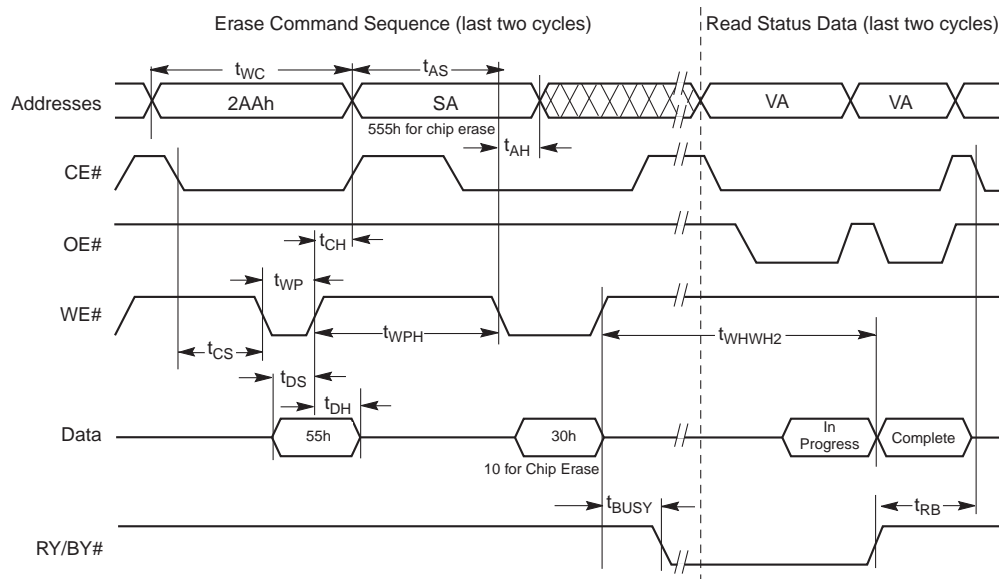 Erase Command Sequence (last two cycles) Read Status Data (last two cycles)
tWC tAS
Addresses 2AAh SA VA VA
555h for chip erase
tAH
CE#
OE# tCH
tWP
WE#
tWPH tWHWH2
tCS
tDS
tDH
Data 55h 30h In Progress Complete
10 for Chip Erase
tBUSY tRB
RY/BY#